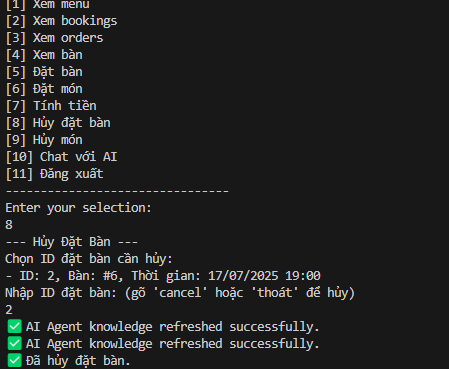 [1] Xem menu
[2] Xem bookings
[3] Xem orders
[4] Xem bàn
[5] Đặt bàn
[6] Đặt món
[7] Tính tiền
[8] Hủy đặt bàn
[9] Hủy món
[10] Chat với AI
[11] Đăng xuất
--------------------------------
Enter your selection:
8
--- Hủy Đặt Bàn ---
Chọn ID đặt bàn cần hủy:
- ID: 2, Bàn: #6, Thời gian: 17/07/2025 19:00
Nhập ID đặt bàn: (gõ 'cancel' hoặc 'thoát' để hủy)
2
✅ AI Agent knowledge refreshed successfully.
✅ AI Agent knowledge refreshed successfully.
✅ Đã hủy đặt bàn.